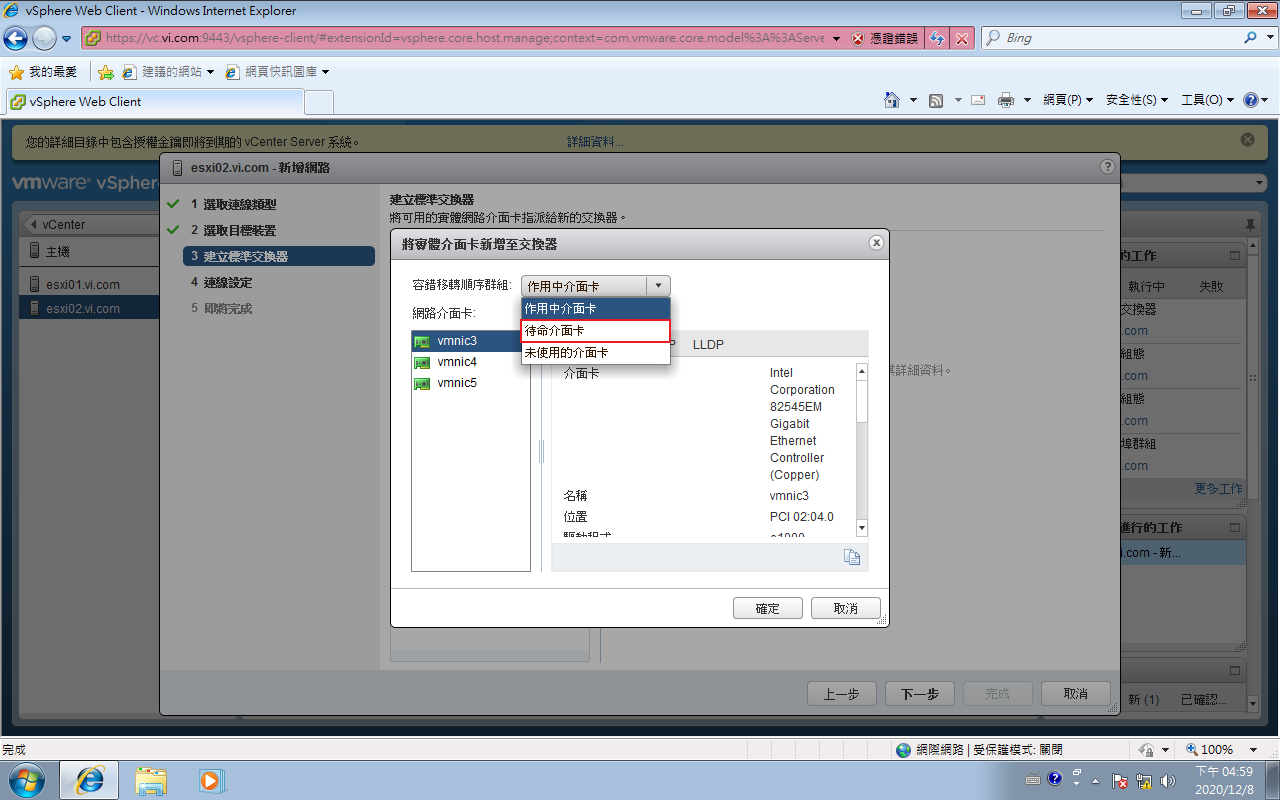 vSphere Web Client - Windows Internet Explorer
https://vc.vi.com:9443/vsphere-client/#extensionId=vsphere.core.host.manage;context=com.vmware.core.model%3A%3AServe
憑證錯誤
Bing
我的最愛
建議的網站
網頁快訊圖庫
vSphere Web Client
網頁(P)
安全性(S)
工具(O)
您的詳細目錄中包含授權金鑰即將到期的 vCenter Server 系統。
詳細資料...
vmware® vSphere
esxi02.vi.com - 新增網路
vCenter
主機
esxi01.vi.com
esxi02.vi.com
1 選取連線類型
2 選取目標裝置
3 建立標準交換器
4 連線設定
5 即將完成
建立標準交換器
將可用的實體網路介面卡指派給新的交換器。
將實體介面卡新增至交換器
容錯移轉順序群組:
作用中介面卡
作用中介面卡
待命介面卡
未使用的介面卡
網路介面卡:
vmnic3
vmnic4
vmnic5
LLDP
介面卡
Intel
Corporation
82545EM
Gigabit
Ethernet
Controller
(Copper)
名稱
vmnic3
位置
PCI 02:04.0
驅動程式
e1000
確定
取消
其詳細資料。
上一步
下一步
完成
取消
的工作
執行中
失敗
交換器
.com
組態
.com
組態
.com
埠群組
.com
更多工作
進行的工作
i.com - 新...
新 (1)
已確認...
完成
網際網路 | 受保護模式: 關閉
100%
下午 04:59
2020/12/8